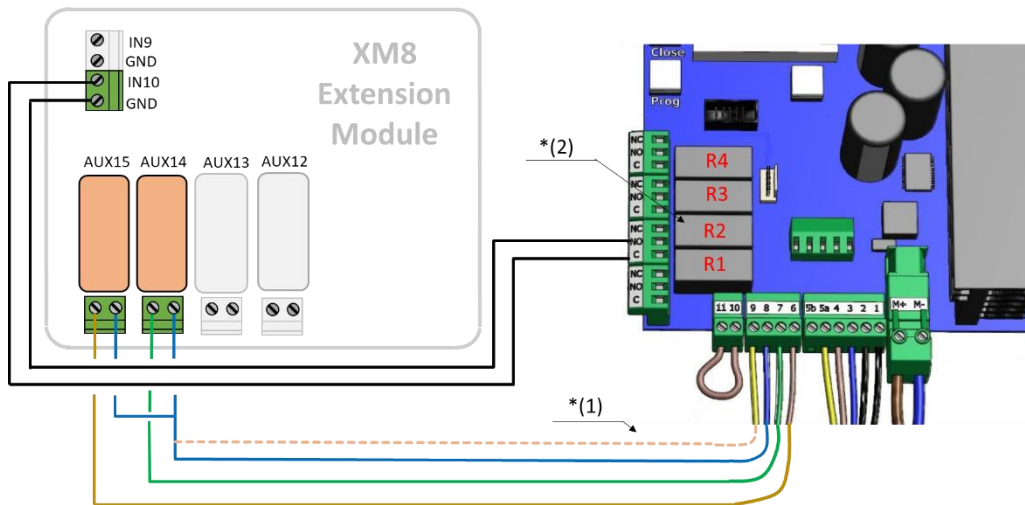 IN9
GND
IN10
GND
XM8
Extension
Module
AUX15 AUX14 AUX13 AUX12
Close
Prog
*(2)
NC
NO
C
NC
NO
C
NC
NO
C
NC
NO
C
R4
R3
R2
R1
11 10 9 8 7 6 5b 5a 4 3 2 1
M+ M-
*(1)